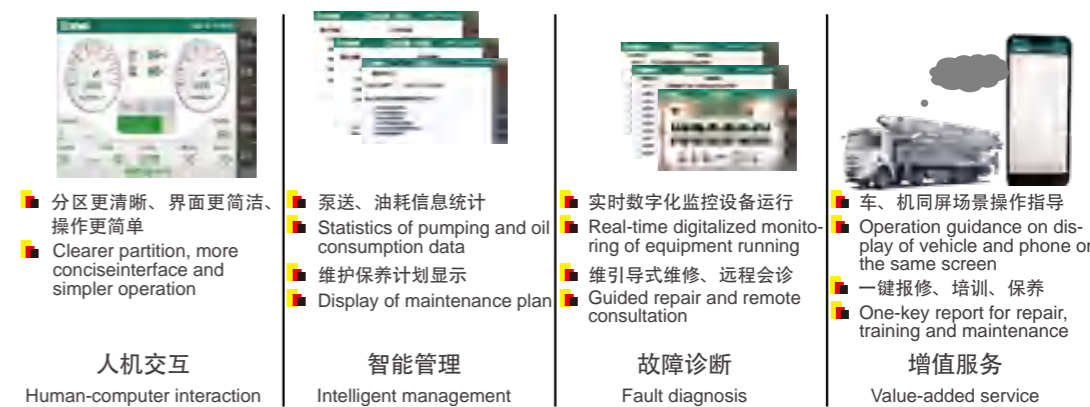 分区更清晰、界面更简洁、
操作更简单
Clearer partition, more
conciseinterface and
simpler operation
人机交互
Human-computer interaction
泵送、油耗信息统计
Statistics of pumping and oil
consumption data
维护保养计划显示
Display of maintenance plan
智能管理
Intelligent management
实时数字化监控设备运行
Real-time digitalized monito-
ring of equipment running
维引导式维修、远程会诊
Guided repair and remote
consultation
故障诊断
Fault diagnosis
车、机同屏场景操作指导
Operation guidance on dis-
play of vehicle and phone on
the same screen
一键报修、培训、保养
One-key report for repair,
training and maintenance
增值服务
Value-added service